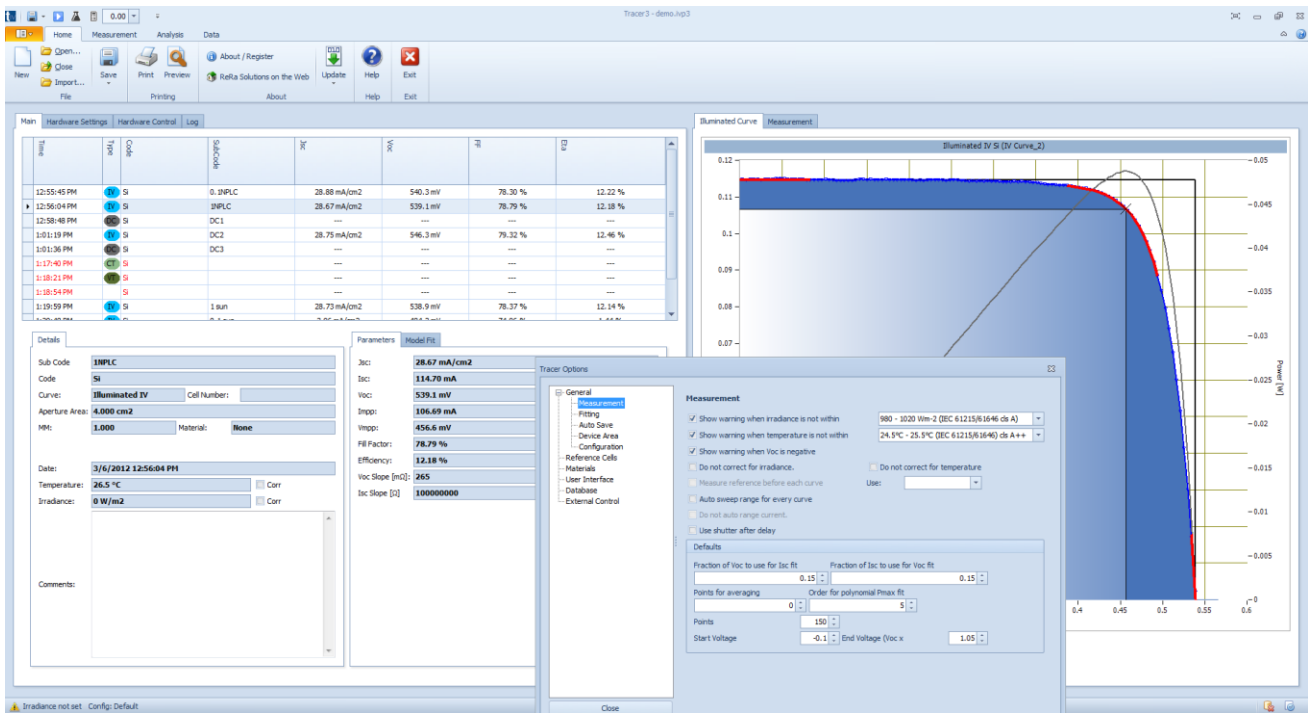 0.00
Tracer3 - demo.ivp3
Home Measurement Analysis Data
New
Open...
Close
Import...
Save
Print Preview
About / Register
ReRa Solutions on the Web
Update
Help
Exit
File Printing About Help Exit
Main Hardware Settings Hardware Control Log
Time Type Code SubCode Jsc Voc FF Eta
12:55:45 PM IV Si 0.1NPLC 28.88 mA/cm2 540.3 mV 78.30 % 12.22 %
12:56:04 PM IV Si 1NPLC 28.67 mA/cm2 539.1 mV 78.79 % 12.18 %
12:58:48 PM DC Si DC1 --- --- --- ---
1:01:19 PM IV Si DC2 28.75 mA/cm2 546.3 mV 79.32 % 12.46 %
1:01:36 PM DC Si DC3 --- --- --- ---
1:17:40 PM CT Si --- --- --- ---
1:18:21 PM VT Si --- --- --- ---
1:18:54 PM Si --- --- --- ---
1:19:59 PM IV Si 1 sun 28.73 mA/cm2 538.9 mV 78.37 % 12.14 %
Details
Sub Code 1NPLC
Code Si
Curve: Illuminated IV Cell Number:
Aperture Area: 4.000 cm2
MM: 1.000 Material: None
Date: 3/6/2012 12:56:04 PM
Temperature: 26.5 °C Corr
Irradiance: 0 W/m2 Corr
Comments:
Parameters Model Fit
Jsc: 28.67 mA/cm2
Isc: 114.70 mA
Voc: 539.1 mV
Impp: 106.69 mA
Vmpp: 456.6 mV
Fill Factor: 78.79 %
Efficiency: 12.18 %
Voc Slope [mΩ]: 265
Isc Slope [Ω] 100000000
Illuminated Curve Measurement
Illuminated IV Si (IV Curve_2)
0.12
0.11
0.1
0.09
0.08
0.07
0.05
0.045
0.04
0.035
0.03
0.025
0.02
0.015
0.01
0.005
0
Power [W]
0.4 0.45 0.5 0.55 0.6
Tracer Options
General
Measurement
Fitting
Auto Save
Device Area
Configuration
Reference Cells
Materials
User Interface
Database
External Control
Close
Measurement
Show warning when irradiance is not within 980 - 1020 Wm-2 (IEC 61215/61646 cls A)
Show warning when temperature is not within 24.5°C - 25.5°C (IEC 61215/61646) cls A++
Show warning when Voc is negative
Do not correct for irradiance. Do not correct for temperature
Measure reference before each curve Use:
Auto sweep range for every curve
Do not auto range current.
Use shutter after delay
Defaults
Fraction of Voc to use for Isc fit Fraction of Isc to use for Voc fit
0.15 0.15
Points for averaging Order for polynomial Pmax fit
0 5
Points 150
Start Voltage -0.1 End Voltage (Voc x 1.05
Irradiance not set Config: Default